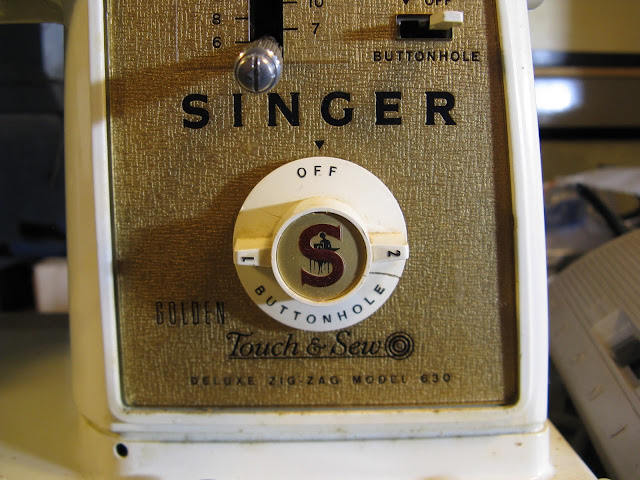 10
OFF
8
7
6
BUTTONHOLE
SINGER
OFF
1
S
2
BUTTONHOLE
GOLDEN
Touch & Sew
DELUXE ZIG-ZAG MODEL 630